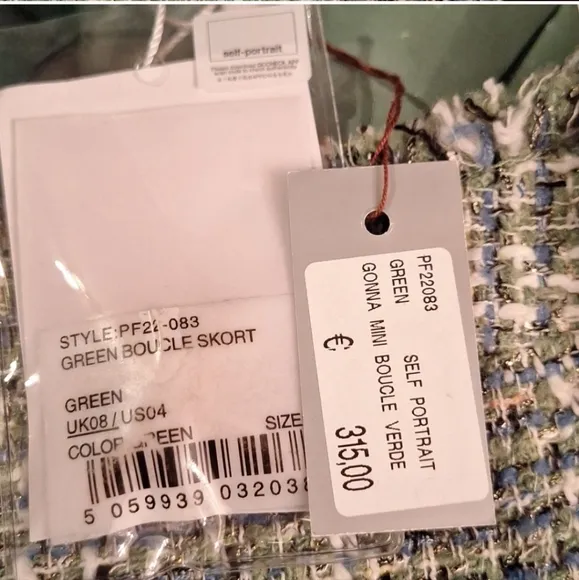 self-portrait
STYLE:PF22-083
GREEN BOUCLE SKORT
GREEN
UK08/US04
COLOR GREEN
SIZE
5 059939 03203
PF22083
GREEN SELF PORTRAIT
GONNA MINI BOUCLE VERDE
€ 315,00